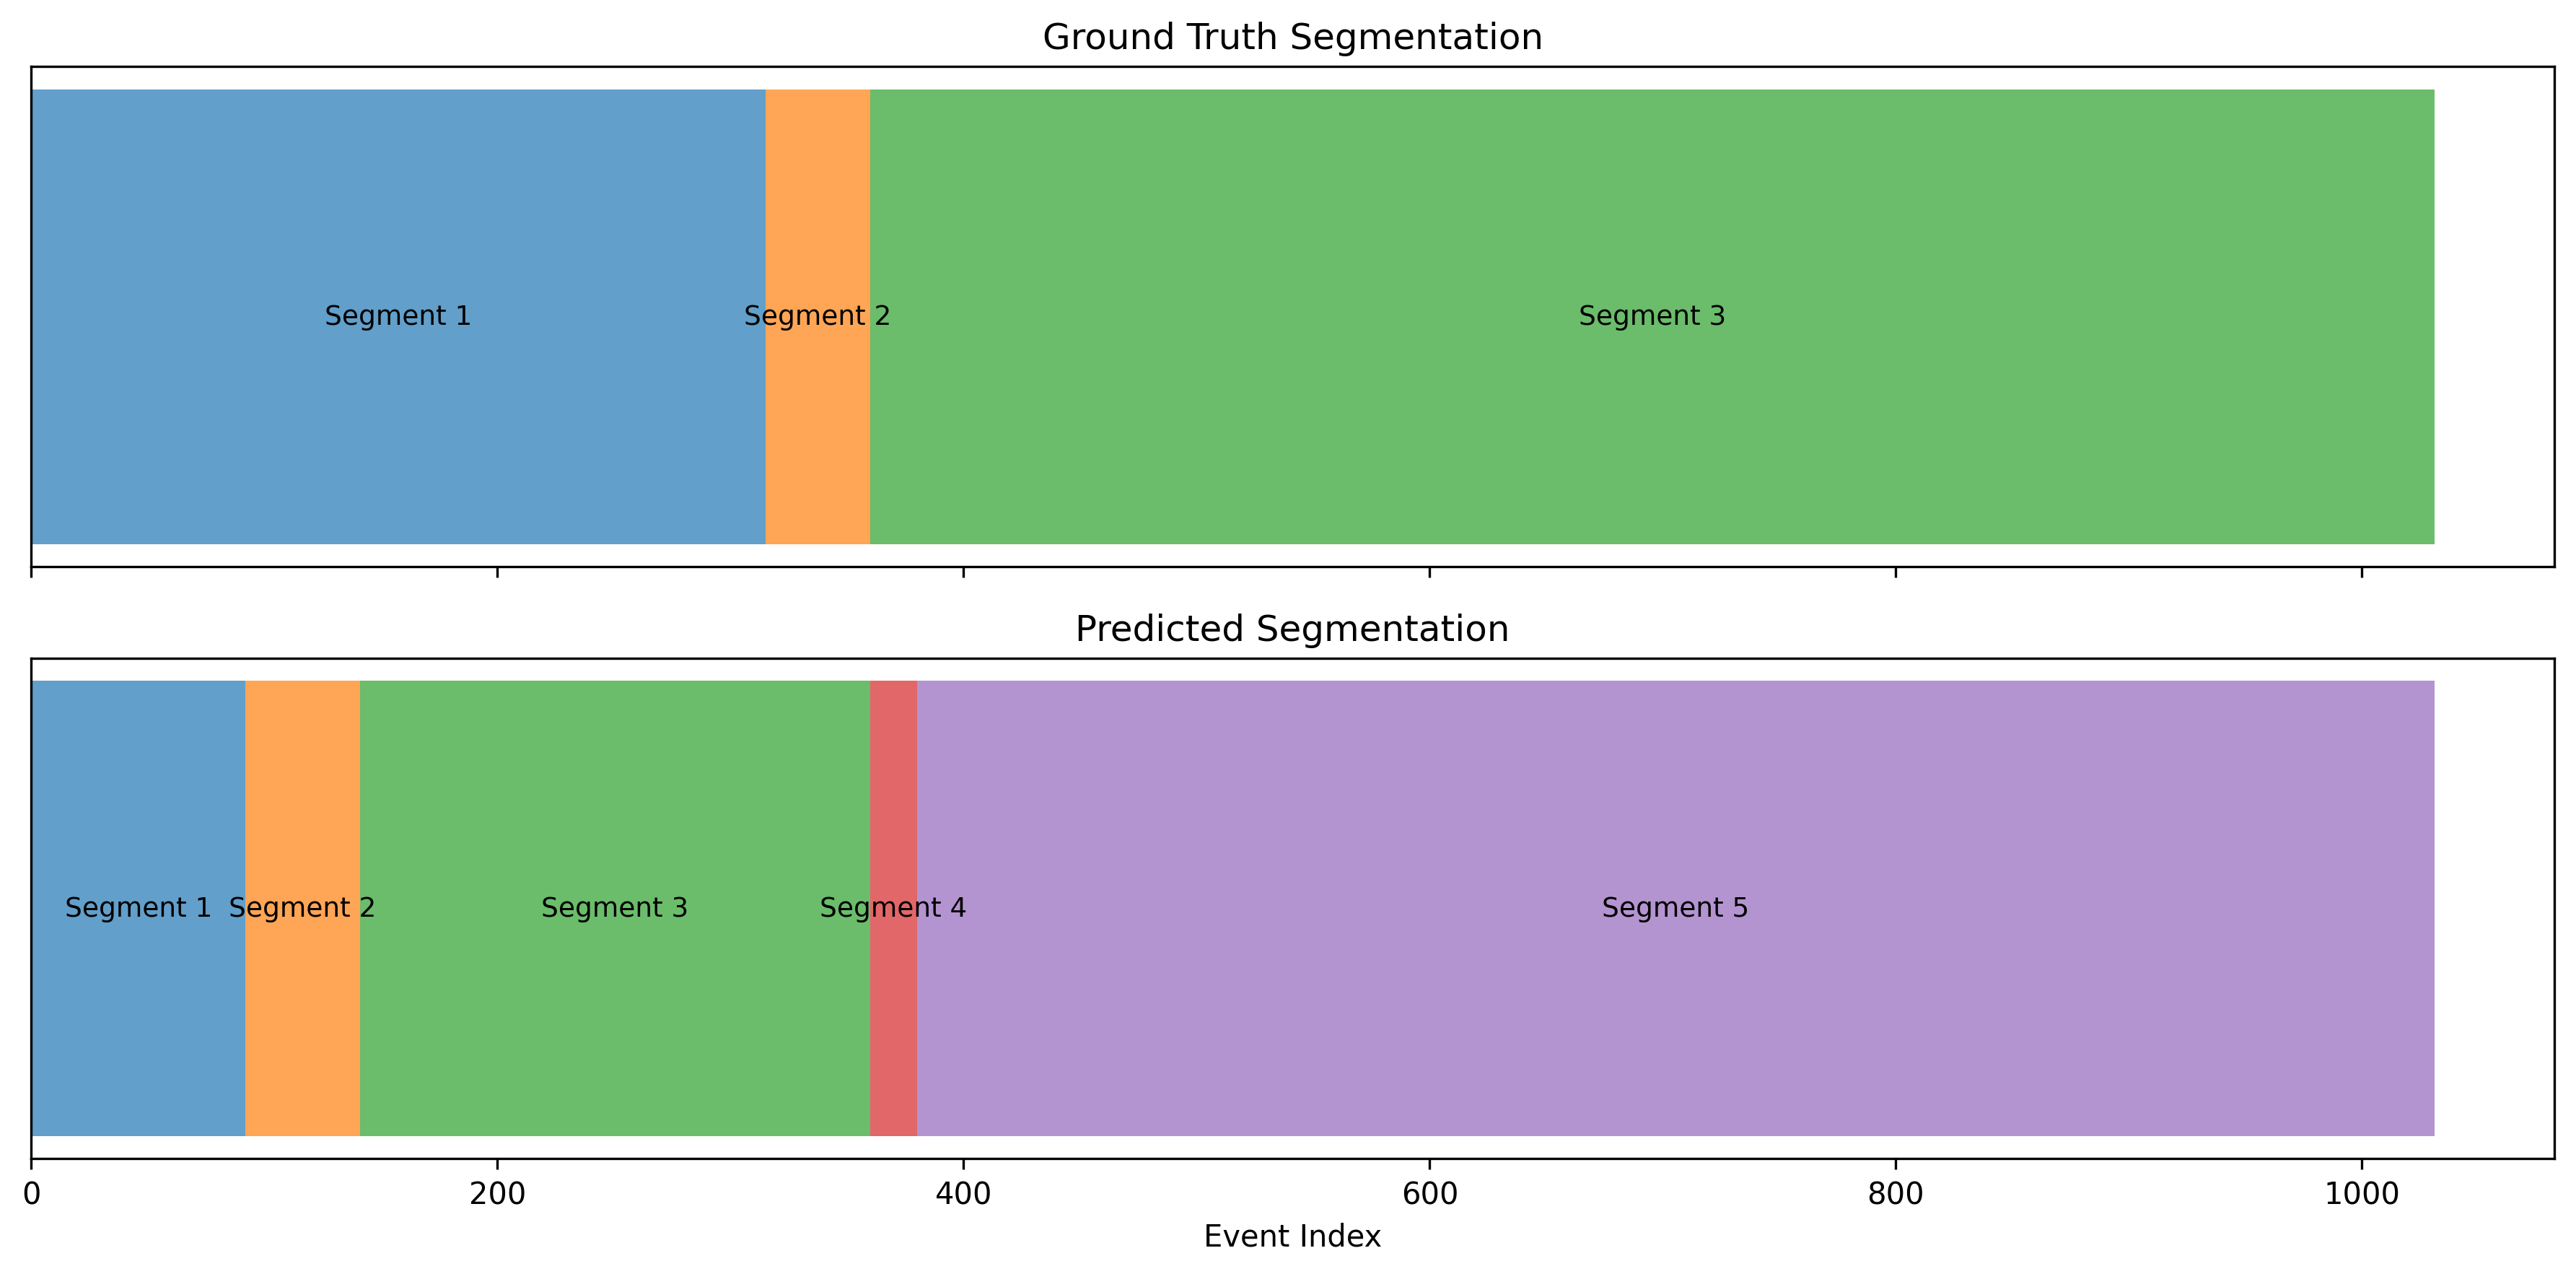 Ground Truth Segmentation
Segment 1 Segment 2 Segment 3
Predicted Segmentation
Segment 1 Segment 2 Segment 3 Segment 4 Segment 5
0 200 400 600 800 1000
Event Index